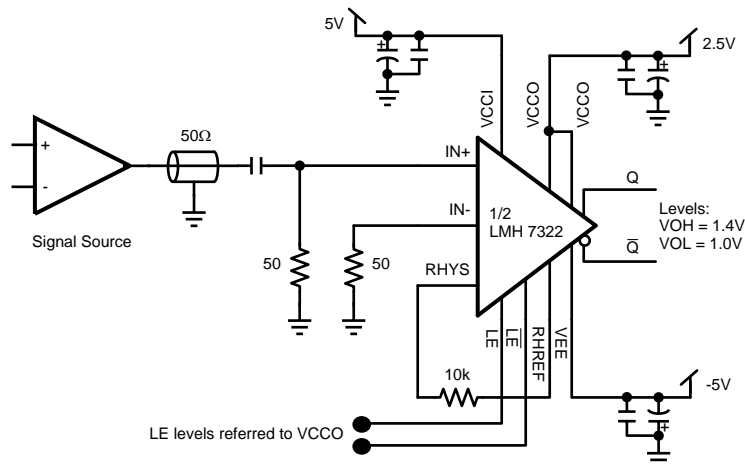 5V
2.5V
VCCI
VCCO
VCCO
50Ω
IN+
+
-
IN-
1/2
LMH 7322
Q
Q̅
Levels:
VOH = 1.4V
VOL = 1.0V
Signal Source
50
50
RHYS
LE
L̅E̅
RHREF
VEE
10k
-5V
LE levels referred to VCCO
+
+
+